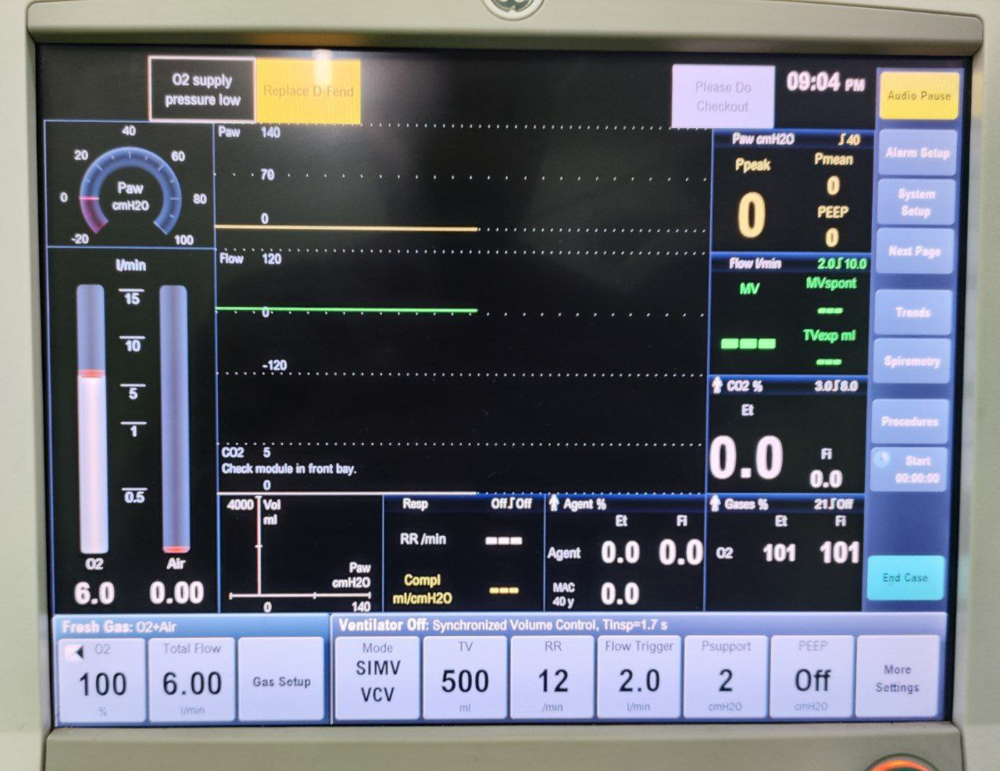 O2 supply
pressure low
Replace D-Fend
Please Do
Checkout
09:04 PM
Audio Pause
40
20
60
Paw
cmH2O
0
80
-20
100
Paw 140
70
0
Paw cmH2O 40
Ppeak
Pmean
0
0
PEEP
0
Alarm Setup
System
Setup
Next Page
l/min
15
10
5
1
0.5
O2
Air
6.0
0.00
Flow 120
0
-120
Flow l/min 2.0 10.0
MV
MVspont
---
---
TVexp ml
---
Trends
Spirometry
CO2 5
Check module in front bay.
0
CO2 % 3.0 8.0
Et
0.0
Fi
0.0
Procedures
Start
00:00:00
4000 Vol
ml
Paw
cmH2O
0
140
Resp Off Off
RR /min ---
Compl
ml/cmH2O ---
Agent %
Et Fi
Agent 0.0 0.0
MAC
40 y 0.0
Gases % 21 Off
Et Fi
O2 101 101
End Case
Fresh Gas: O2+Air
O2
100
%
Total Flow
6.00
l/min
Gas Setup
Ventilator Off: Synchronized Volume Control, TInsp=1.7 s
Mode
SIMV
VCV
TV
500
ml
RR
12
/min
Flow Trigger
2.0
l/min
Psupport
2
cmH2O
PEEP
Off
cmH2O
More
Settings